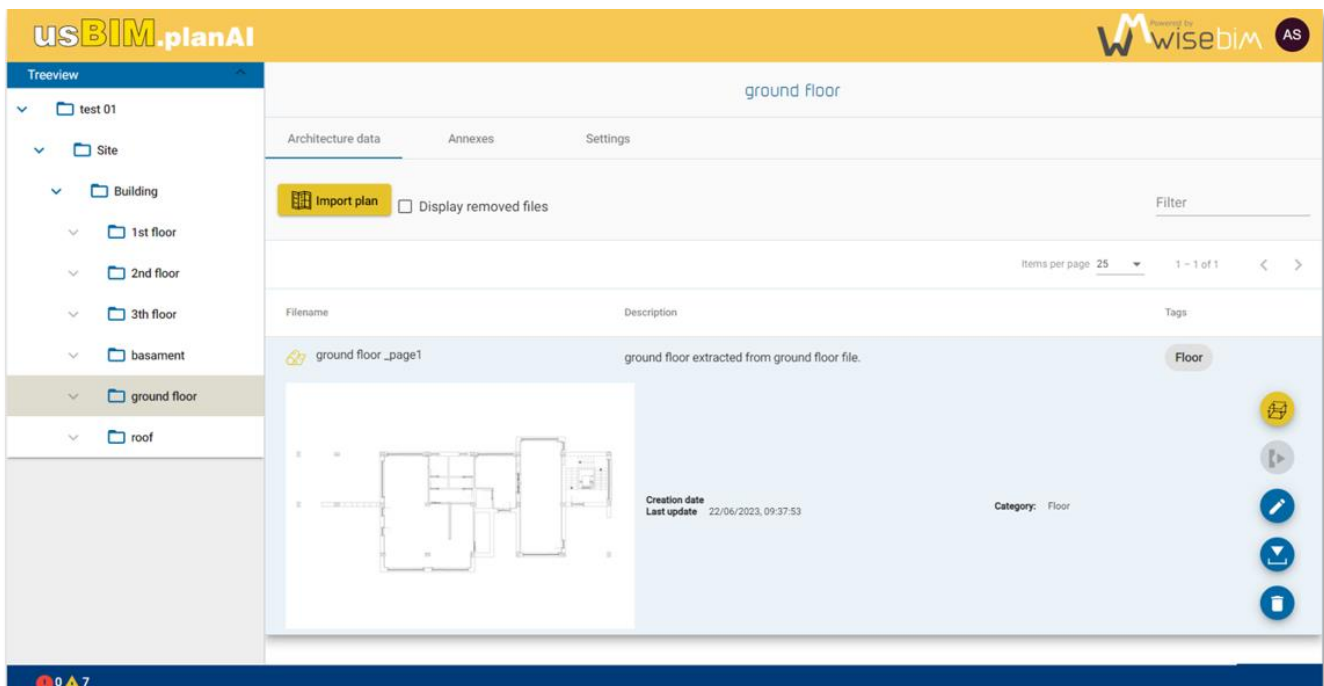 usBIM.planAI
Powered by
wisebim
AS
Treeview
test 01
Site
Building
1st floor
2nd floor
3th floor
basament
ground floor
roof
ground floor
Architecture data Annexes Settings
Import plan Display removed files Filter
Items per page 25 1 – 1 of 1
Filename Description Tags
ground floor _page1 ground floor extracted from ground floor file. Floor
Creation date
Last update 22/06/2023, 09:37:53 Category: Floor
0 7